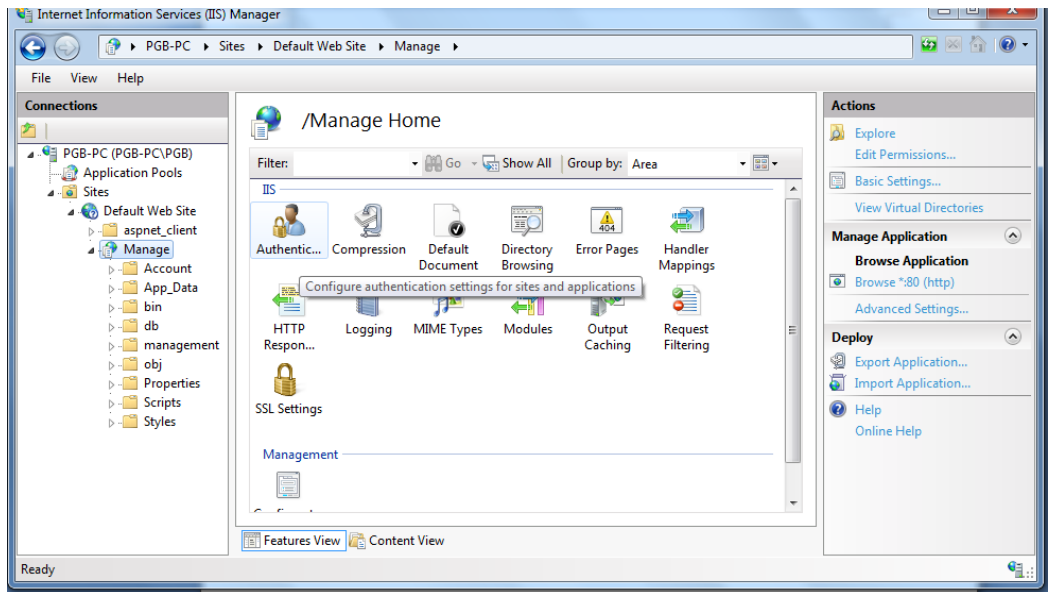 Internet Information Services (IIS) Manager
PGB-PC
Sites
Default Web Site
Manage
File View Help
Connections
PGB-PC (PGB-PC\PGB)
Application Pools
Sites
Default Web Site
aspnet_client
Manage
Account
App_Data
bin
db
management
obj
Properties
Scripts
Styles
/Manage Home
Filter: Go Show All Group by: Area
IIS
Authentic... Compression Default Document Directory Browsing Error Pages 404 Handler Mappings
Configure authentication settings for sites and applications
HTTP Respon... Logging MIME Types Modules Output Caching Request Filtering
SSL Settings
Management
Features View Content View
Actions
Explore
Edit Permissions...
Basic Settings...
View Virtual Directories
Manage Application
Browse Application
Browse *:80 (http)
Advanced Settings...
Deploy
Export Application...
Import Application...
Help
Online Help
Ready